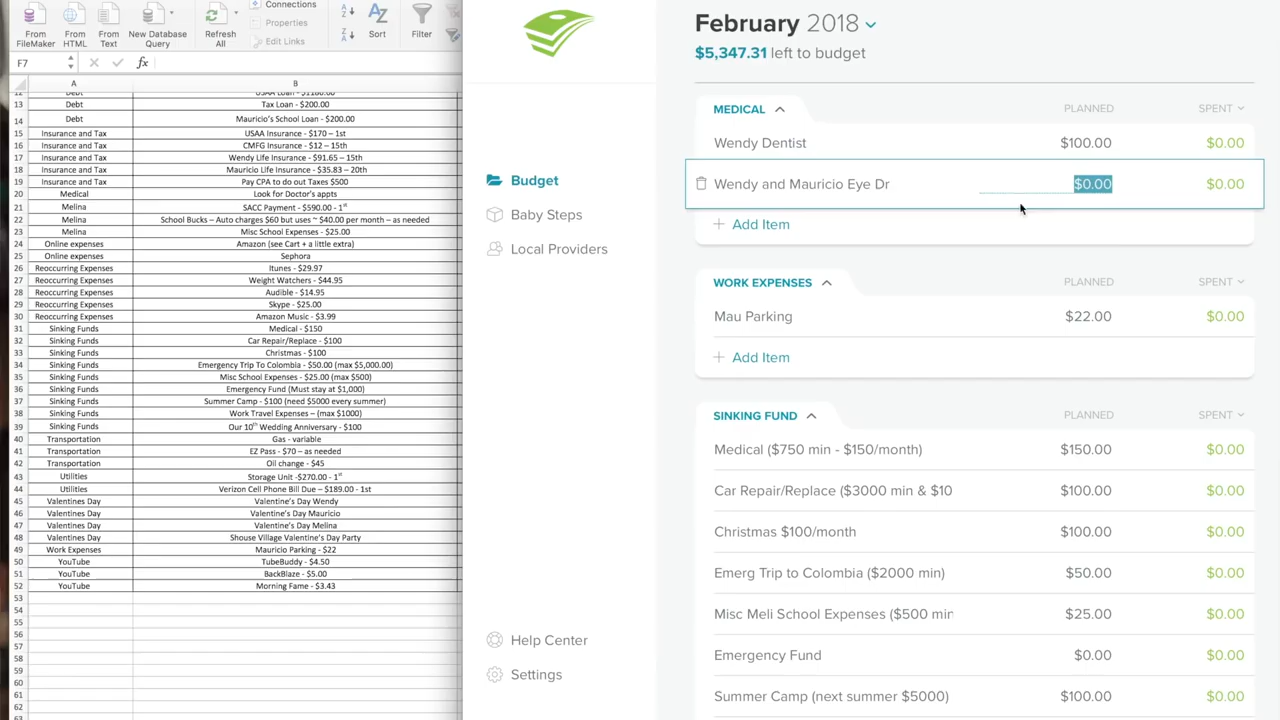 Connections
Properties
Edit Links
From FileMaker
From HTML
From Text
New Database Query
Refresh All
Sort
Filter
F7
fx
A B
12 Debt USAA Loan - $1180.00
13 Debt Tax Loan - $200.00
14 Debt Mauricio's School Loan - $200.00
15 Insurance and Tax USAA Insurance - $170 – 1st
16 Insurance and Tax CMFG Insurance - $12 – 15th
17 Insurance and Tax Wendy Life Insurance - $91.65 – 15th
18 Insurance and Tax Mauricio Life Insurance - $35.83 – 20th
19 Insurance and Tax Pay CPA to do out Taxes $500
20 Medical Look for Doctor's appts
21 Melina SACC Payment - $590.00 - 1st
22 Melina School Bucks – Auto charges $60 but uses ~ $40.00 per month – as needed
23 Melina Misc School Expenses - $25.00
24 Online expenses Amazon (see Cart + a little extra)
25 Online expenses Sephora
26 Reoccurring Expenses Itunes - $29.97
27 Reoccurring Expenses Weight Watchers - $44.95
28 Reoccurring Expenses Audible - $14.95
29 Reoccurring Expenses Skype - $25.00
30 Reoccurring Expenses Amazon Music - $3.99
31 Sinking Funds Medical - $150
32 Sinking Funds Car Repair/Replace - $100
33 Sinking Funds Christmas - $100
34 Sinking Funds Emergency Trip To Colombia - $50.00 (max $5,000.00)
35 Sinking Funds Misc School Expenses - $25.00 (max $500)
36 Sinking Funds Emergency Fund (Must stay at $1,000)
37 Sinking Funds Summer Camp - $100 (need $5000 every summer)
38 Sinking Funds Work Travel Expenses – (max $1000)
39 Sinking Funds Our 10th Wedding Anniversary - $100
40 Transportation Gas - variable
41 Transportation EZ Pass - $70 – as needed
42 Transportation Oil change - $45
43 Utilities Storage Unit -$270.00 - 1st
44 Utilities Verizon Cell Phone Bill Due – $189.00 - 1st
45 Valentines Day Valentine's Day Wendy
46 Valentines Day Valentine's Day Mauricio
47 Valentines Day Valentine's Day Melina
48 Valentines Day Shouse Village Valentine's Day Party
49 Work Expenses Mauricio Parking - $22
50 YouTube TubeBuddy - $4.50
51 YouTube BackBlaze - $5.00
52 YouTube Morning Fame - $3.43
53
54
55
56
57
58
59
60
61
62
63
Budget
Baby Steps
Local Providers
Help Center
Settings
February 2018
$5,347.31 left to budget
MEDICAL PLANNED SPENT
Wendy Dentist $100.00 $0.00
Wendy and Mauricio Eye Dr $0.00 $0.00
+ Add Item
WORK EXPENSES PLANNED SPENT
Mau Parking $22.00 $0.00
+ Add Item
SINKING FUND PLANNED SPENT
Medical ($750 min - $150/month) $150.00 $0.00
Car Repair/Replace ($3000 min & $10 $100.00 $0.00
Christmas $100/month $100.00 $0.00
Emerg Trip to Colombia ($2000 min) $50.00 $0.00
Misc Meli School Expenses ($500 min $25.00 $0.00
Emergency Fund $0.00 $0.00
Summer Camp (next summer $5000) $100.00 $0.00